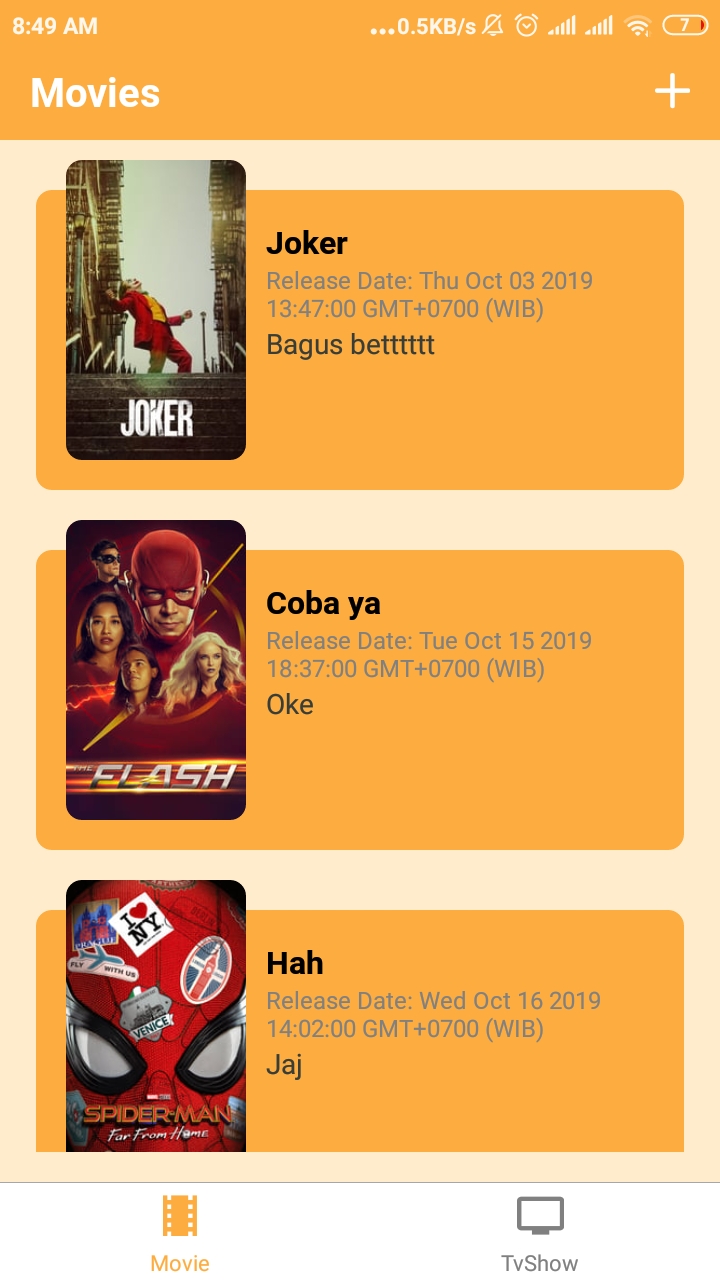 8:49 AM
...0.5KB/s
7
Movies
JOKER
Joker
Release Date: Thu Oct 03 2019
13:47:00 GMT+0700 (WIB)
Bagus betttttt
THE FLASH
Coba ya
Release Date: Tue Oct 15 2019
18:37:00 GMT+0700 (WIB)
Oke
I
NY
FLY WITH US
VENICE
SPIDER-MAN
Far From Home
Hah
Release Date: Wed Oct 16 2019
14:02:00 GMT+0700 (WIB)
Jaj
Movie
TvShow